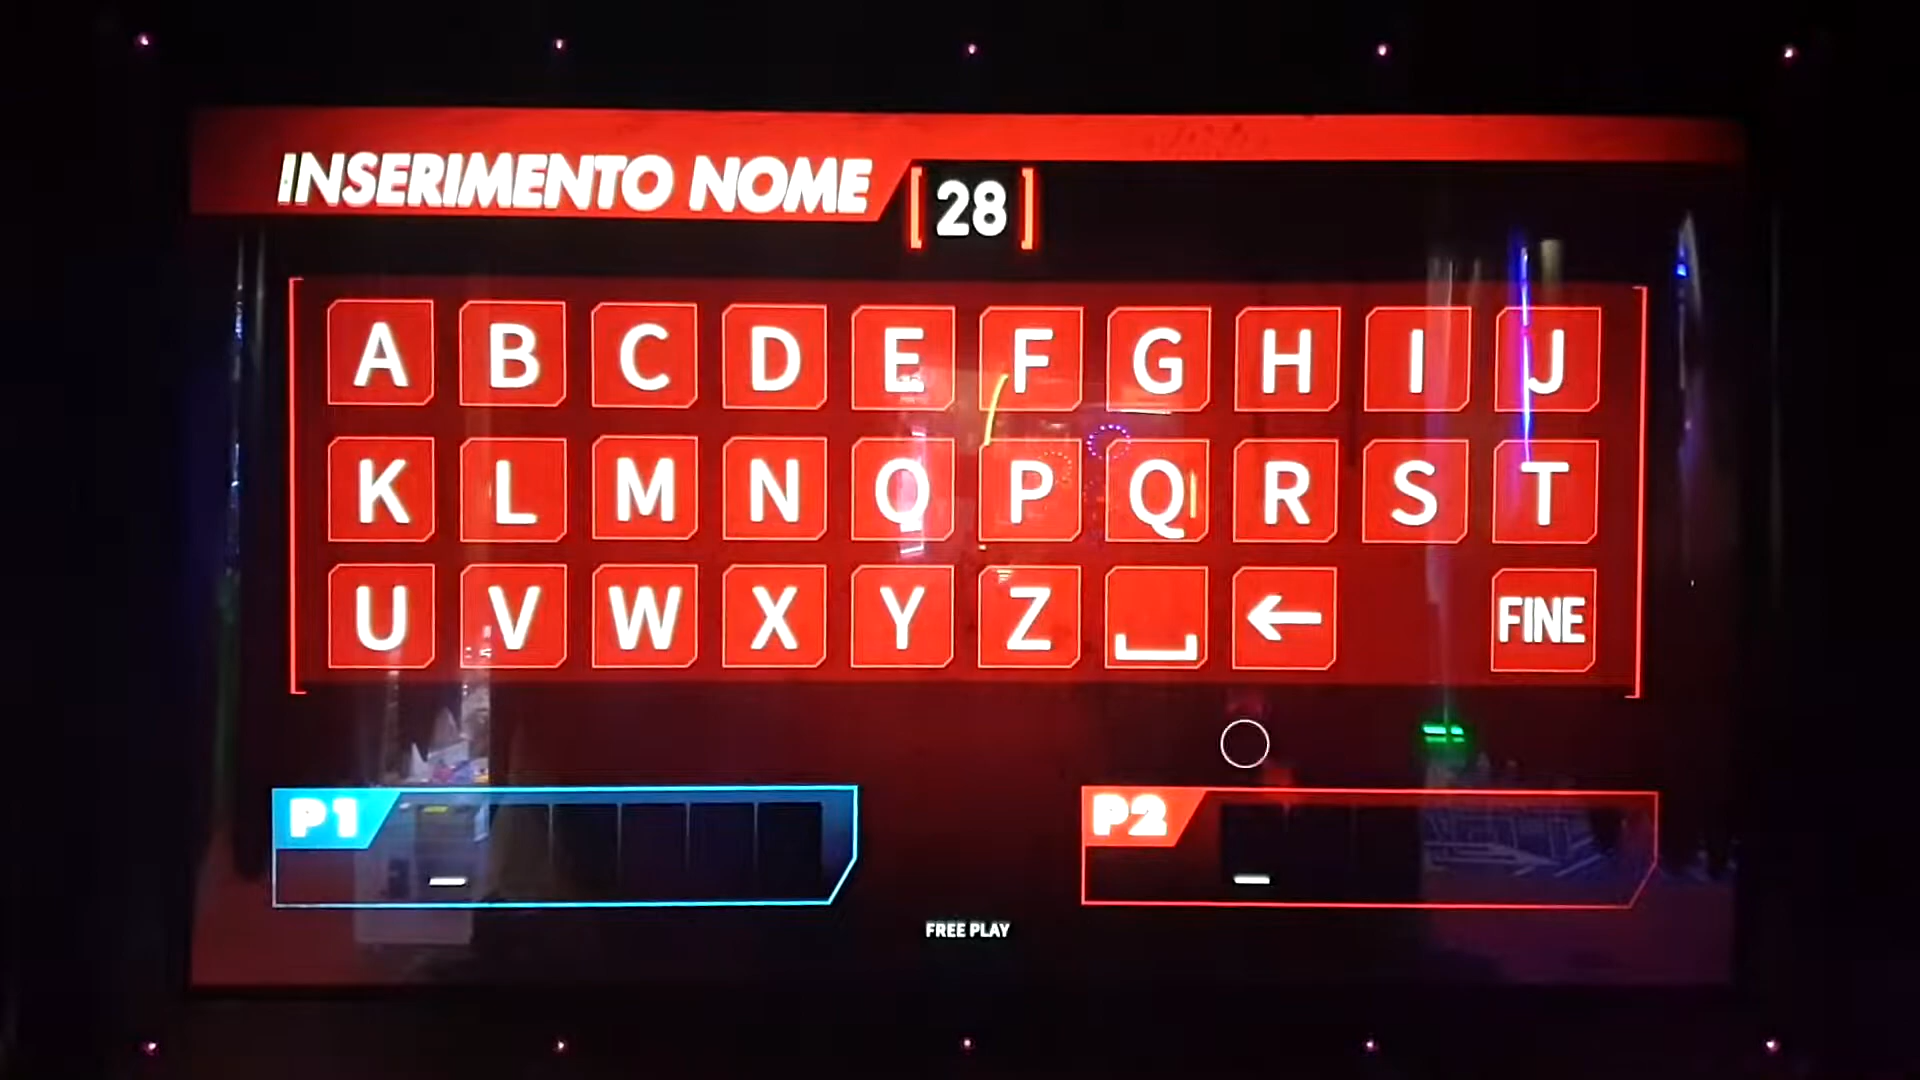 INSERIMENTO NOME [28]
A B C D E F G H I J
K L M N O P Q R S T
U V W X Y Z ← FINE
P1 P2
FREE PLAY